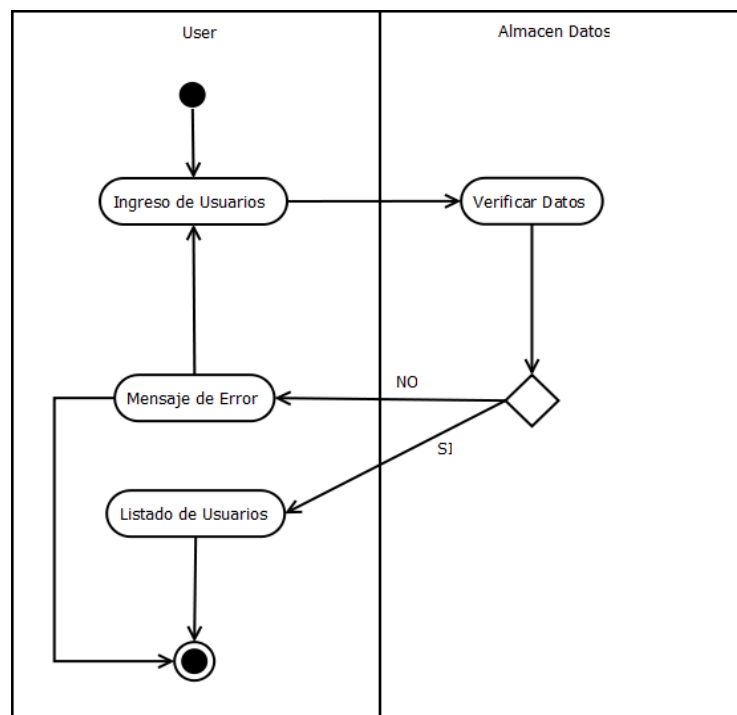 User
Almacen Datos
Ingreso de Usuarios
Verificar Datos
NO
Mensaje de Error
SI
Listado de Usuarios